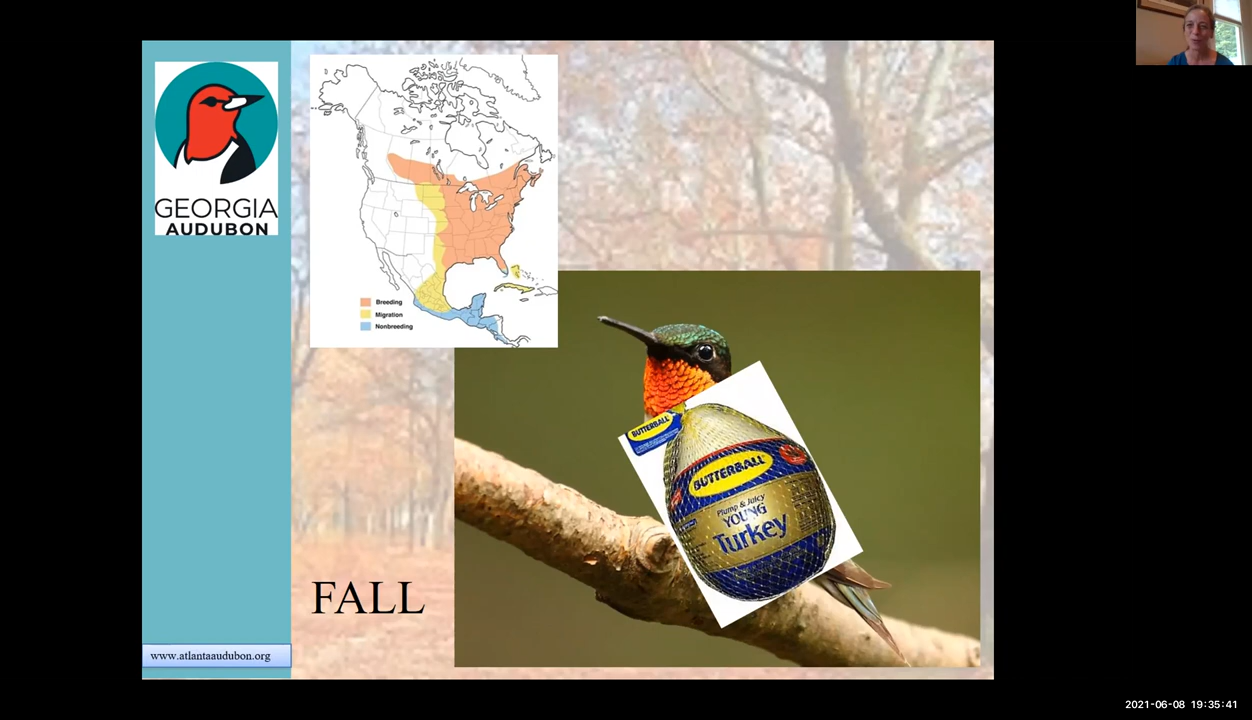 GEORGIA
AUDUBON
Breeding
Migration
Nonbreeding
BUTTERBALL
BUTTERBALL
Plump & Juicy
YOUNG
Turkey
FALL
www.atlantaaudubon.org
2021-06-08 19:35:41